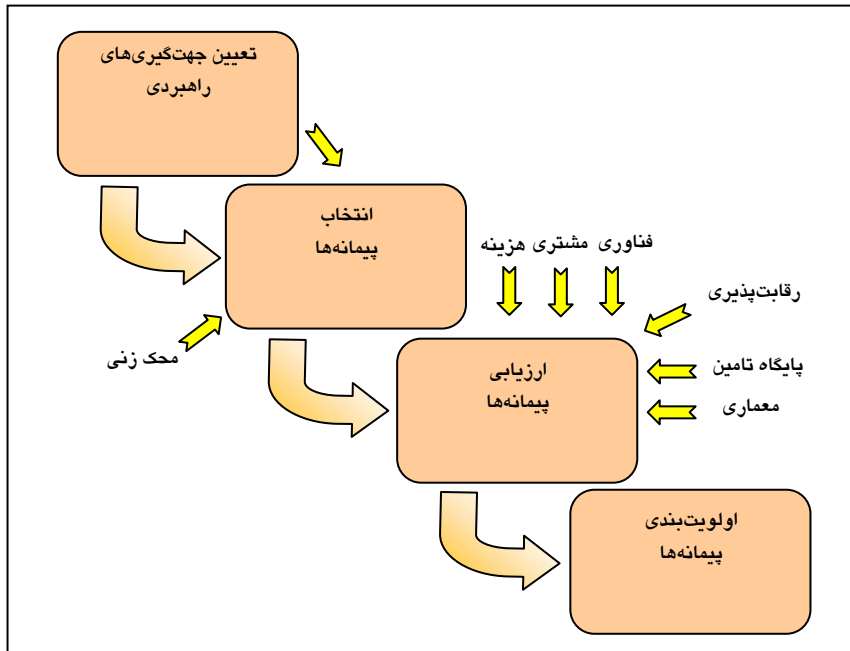 تعیین جهت‌گیری‌های
راهبردی
انتخاب
پیمانه‌ها
فناوری
مشتری
هزینه
رقابت‌پذیری
محک زنی
ارزیابی
پیمانه‌ها
پایگاه تامین
معماری
اولویت‌بندی
پیمانه‌ها